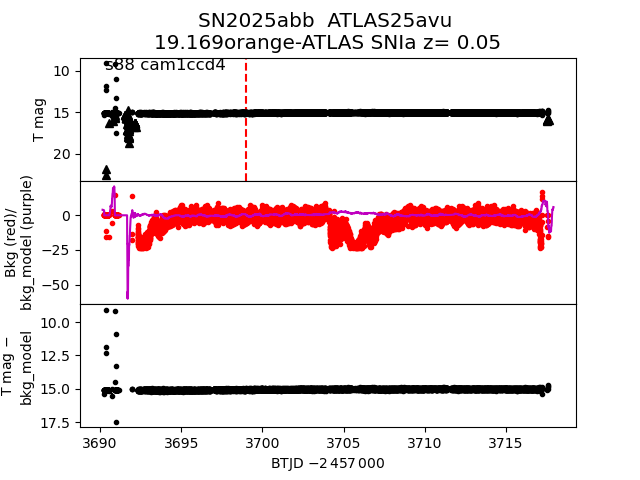 SN2025abb  ATLAS25avu
19.169orange-ATLAS SNIa z= 0.05
s88 cam1ccd4
10
15
20
T mag
0
−25
−50
Bkg (red)/
bkg_model (purple)
10.0
12.5
15.0
17.5
T mag −
bkg_model
3690 3695 3700 3705 3710 3715
BTJD −2 457 000